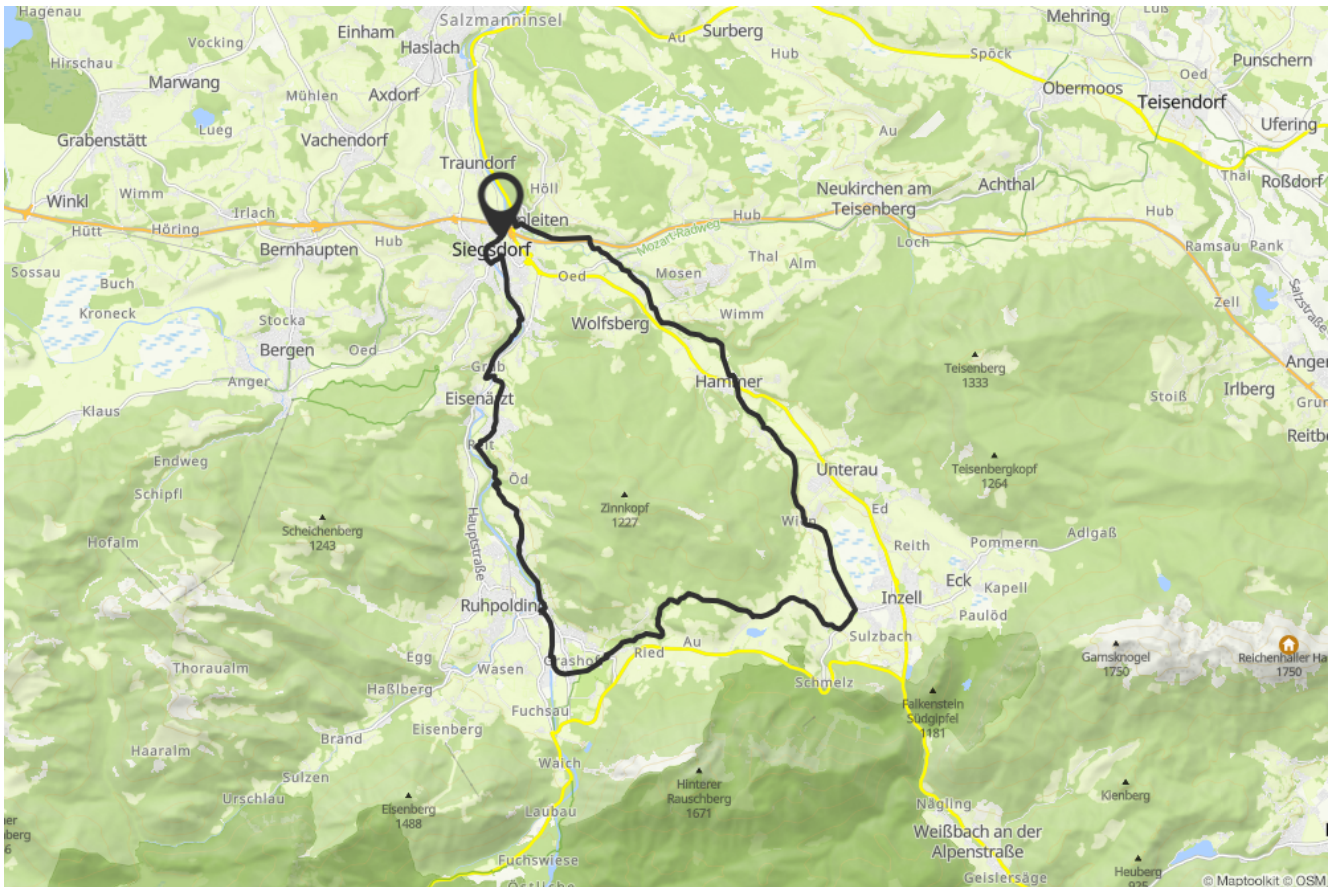 Hagenau
Salzmanninsel
Mehring
Luß
Vocking
Einham
Haslach
Au
Surberg
Hub
Spöck
Hirschau
Marwang
Punschern
Oed
Mühlen
Axdorf
Obermoos
Teisendorf
Lueg
Au
Ufering
Grabenstätt
Vachendorf
Traundorf
Thal
Roßdorf
Höll
Neukirchen am
Teisenberg
Achthal
Winkl
Wimm
Irlach
Hub
Hub
Hütt
Höring
Bernhaupten
Hub
Siegsdorf
Mozart-Radweg
Loch
Ramsau
Pank
Sossau
Buch
Oed
Mosen
Thal
Alm
Kroneck
Zell
Salzstraße
Stocka
Wolfsberg
Wimm
Bergen
Oed
Teisenberg
1333
Anger
Grub
Hammer
Stoiß
Irlberg
Anger
Klaus
Eisenärzt
Reit
Endweg
Unterau
Teisenbergkopf
1264
Schipfl
Öd
Zinnkopf
1227
Ed
Scheichenberg
1243
Hauptstraße
Hofalm
Reith
Pommern
Adlgaß
Eck
Kapell
Ruhpolding
Inzell
Paulöd
Sulzbach
Egg
Wasen
Ried
Au
Thoraualm
Gamsknogel
1750
Reichenhaller Ha
1750
Haßlberg
Schmelz
Fuchsau
Falkenstein
Südgipfel
1181
Eisenberg
Brand
Haaralm
Waich
Sulzen
Hinterer
Rauschberg
1671
Kienberg
Urschlau
Eisenberg
1488
Laubau
Nagling
Weißbach an der
Alpenstraße
Fuchswiese
Heuberg
Östliche
Geislersäge
© Maptoolkit © OSM